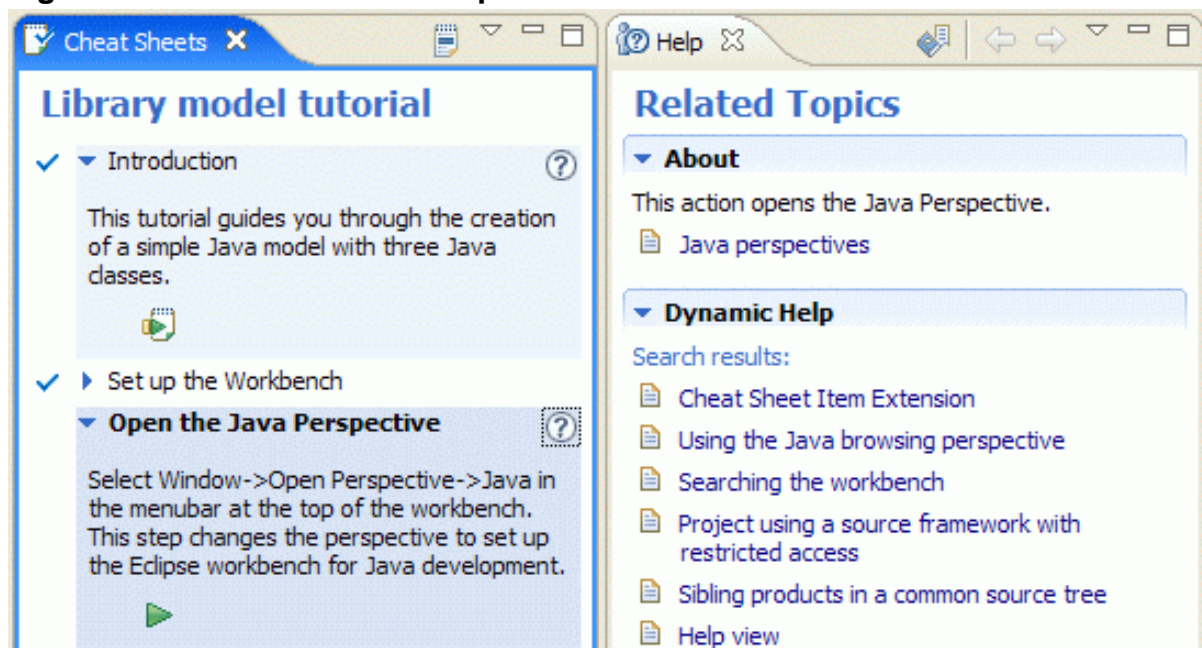 Cheat Sheets
Library model tutorial
Introduction
This tutorial guides you through the creation
of a simple Java model with three Java
classes.
Set up the Workbench
Open the Java Perspective
Select Window->Open Perspective->Java in
the menubar at the top of the workbench.
This step changes the perspective to set up
the Eclipse workbench for Java development.
Help
Related Topics
About
This action opens the Java Perspective.
Java perspectives
Dynamic Help
Search results:
Cheat Sheet Item Extension
Using the Java browsing perspective
Searching the workbench
Project using a source framework with
restricted access
Sibling products in a common source tree
Help view